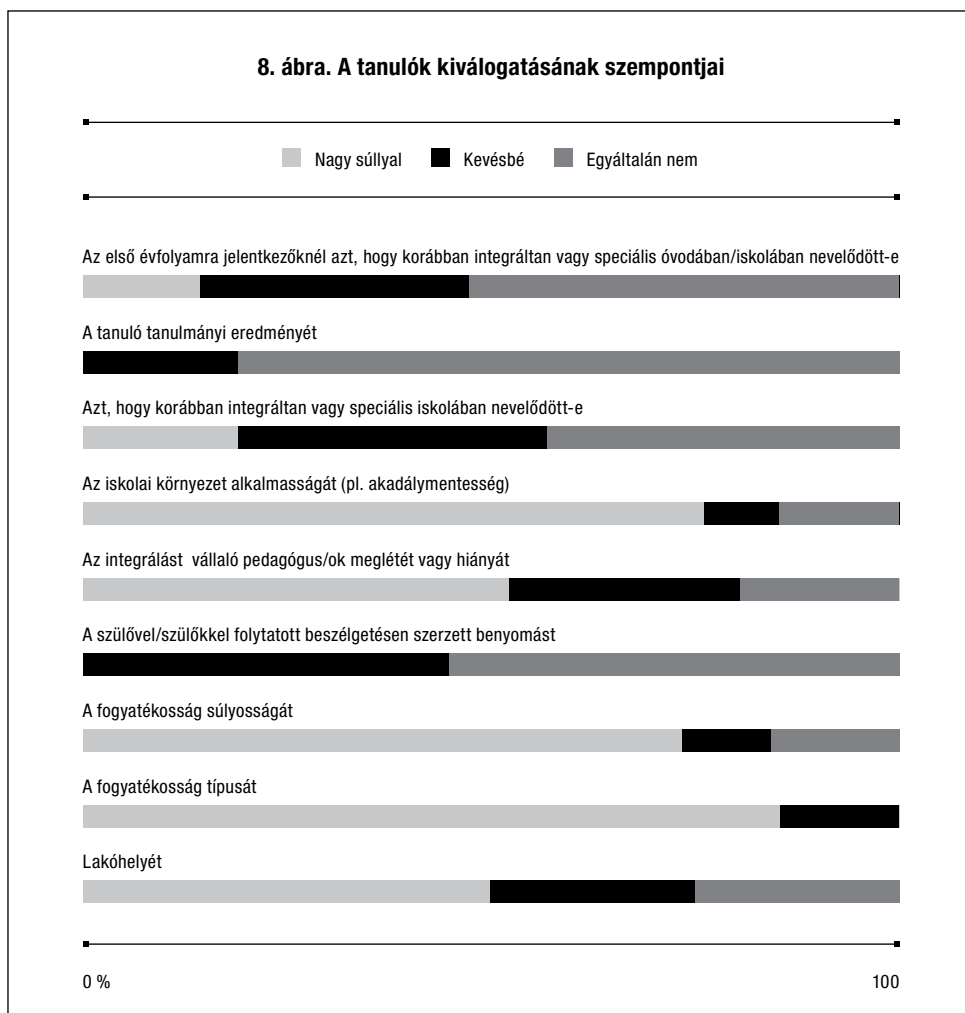 8. ábra. A tanulók kiválogatásának szempontjai
Nagy súllyal Kevésbé Egyáltalán nem
Az első évfolyamra jelentkezőknél azt, hogy korábban integráltan vagy speciális óvodában/iskolában nevelődött-e
A tanuló tanulmányi eredményét
Azt, hogy korábban integráltan vagy speciális iskolában nevelődött-e
Az iskolai környezet alkalmasságát (pl. akadálymentesség)
Az integrálást vállaló pedagógus/ok meglétét vagy hiányát
A szülővel/szülőkkel folytatott beszélgetésen szerzett benyomást
A fogyatékosság súlyosságát
A fogyatékosság típusát
Lakóhelyét
0 % 100